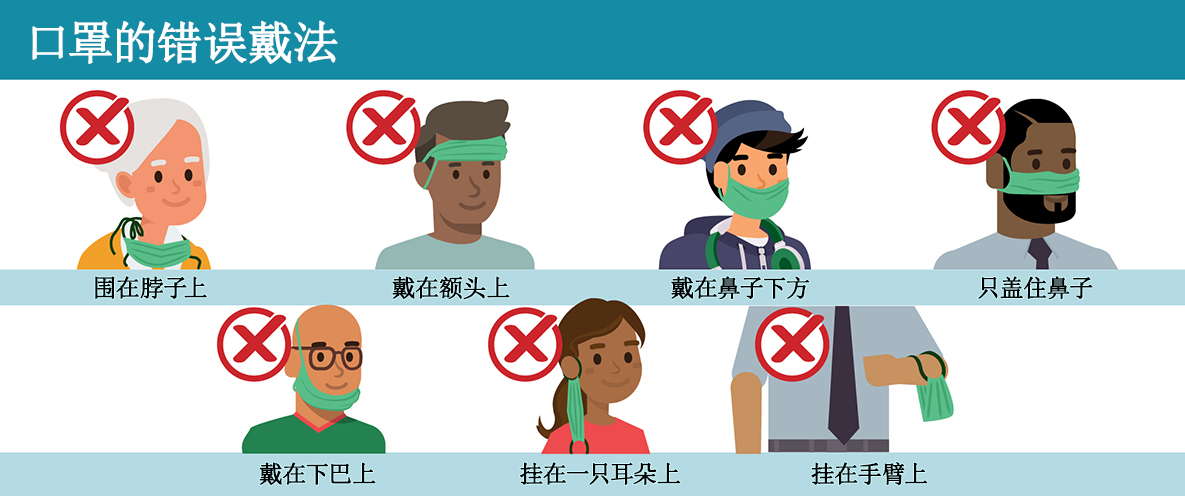 口罩的错误戴法
围在脖子上
戴在额头上
戴在鼻子下方
只盖住鼻子
戴在下巴上
挂在一只耳朵上
挂在手臂上